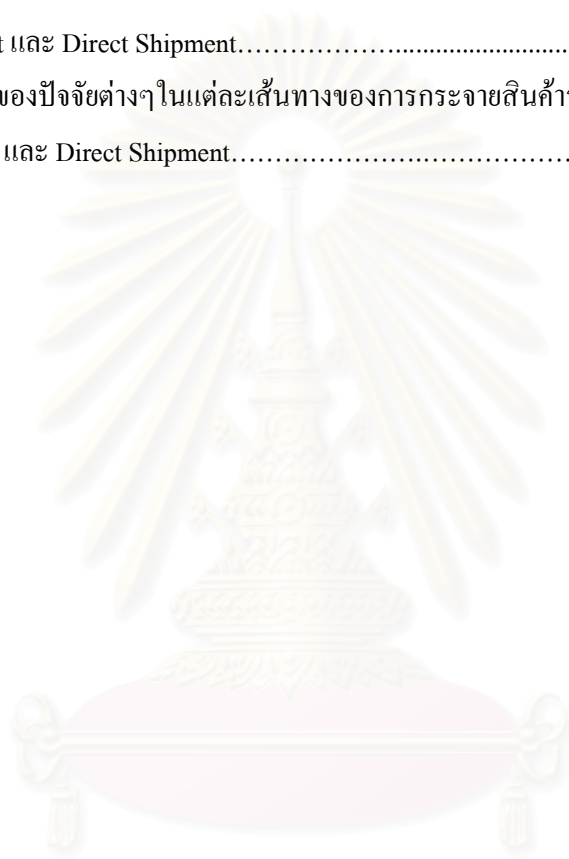 และ Direct Shipment……………….............................
ของปัจจัยต่างๆในแต่ละเส้นทางของการกระจายสินค้า
และ Direct Shipment………………….………………